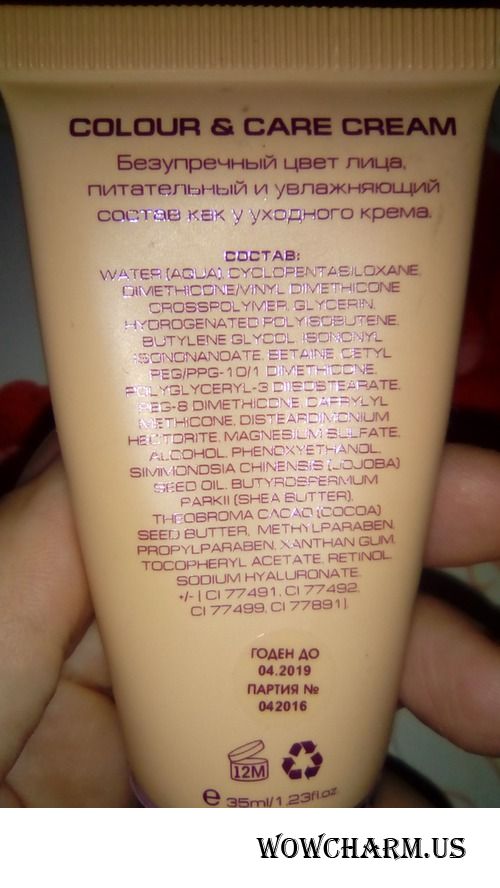 COLOUR & CARE CREAM
Безупречный цвет лица,
питательный и увлажняющий
состав как у уходного крема.
СОСТАВ:
WATER (AQUA), CYCLOPENTASILOXANE,
DIMETHICONE/VINYL DIMETHICONE
CROSSPOLYMER, GLYCERIN,
HYDROGENATED POLYISOBUTENE,
BUTYLENE GLYCOL, ISONONYL
ISONONANOATE, BETAINE, CETYL
PEG/PPG-10/1 DIMETHICONE,
POLYGLYCERYL-3 DIISOSTEARATE,
PEG-8 DIMETHICONE, CAPRYLYL
METHICONE, DISTEARDIMONIUM
HECTORITE, MAGNESIUM SULFATE,
ALCOHOL, PHENOXYETHANOL,
SIMMONDSIA CHINENSIS (JOJOBA)
SEED OIL, BUTYROSPERMUM
PARKII (SHEA BUTTER),
THEOBROMA CACAO (COCOA)
SEED BUTTER, METHYLPARABEN,
PROPYLPARABEN, XANTHAN GUM,
TOCOPHERYL ACETATE, RETINOL,
SODIUM HYALURONATE,
+/- [ CI 77491, CI 77492,
CI 77499, CI 77891].
ГОДЕН ДО
04.2019
ПАРТИЯ №
042016
12M
e 35ml/1.23fl.oz.
WOWCHARM.US